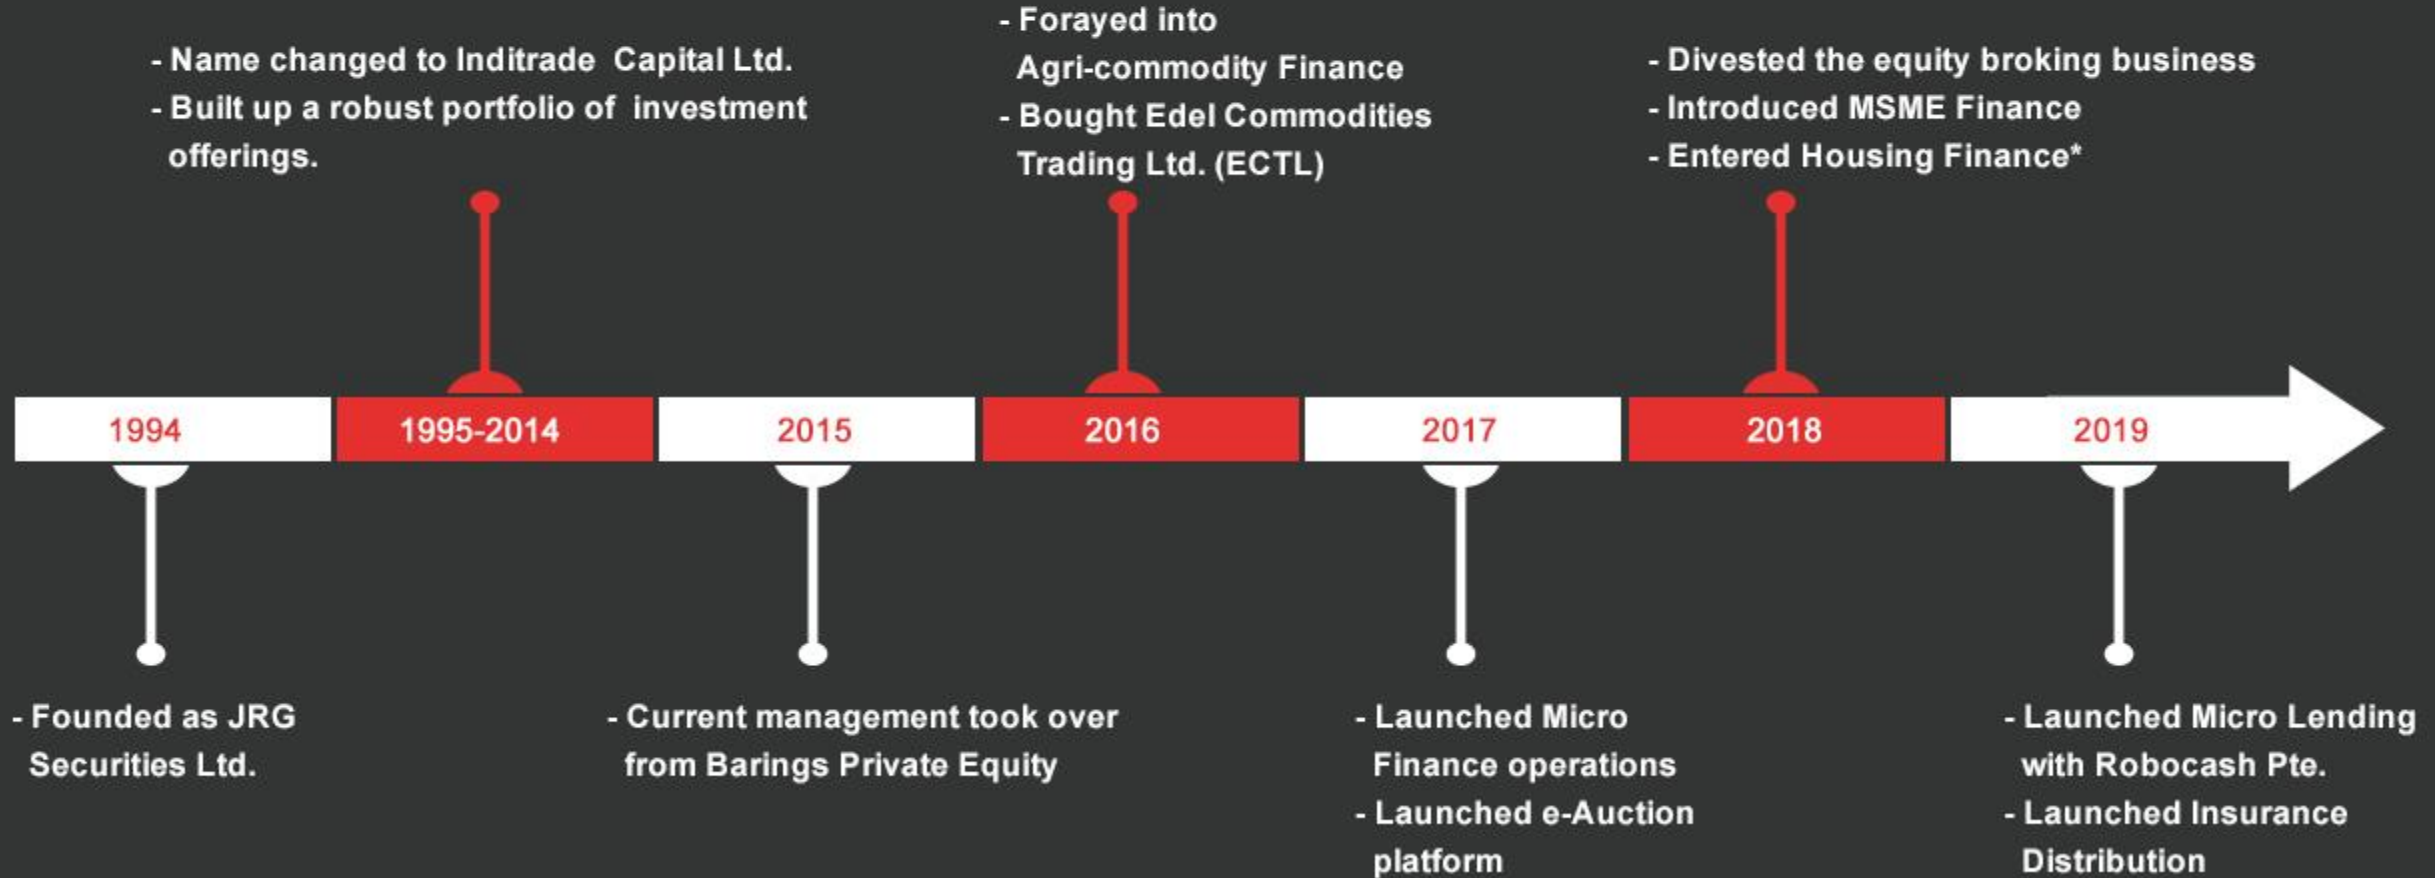 - Name changed to Inditrade Capital Ltd.
- Built up a robust portfolio of investment
offerings.
- Forayed into
Agri-commodity Finance
- Bought Edel Commodities
Trading Ltd. (ECTL)
- Divested the equity broking business
- Introduced MSME Finance
- Entered Housing Finance*
1994
1995-2014
2015
2016
2017
2018
2019
- Founded as JRG
Securities Ltd.
- Current management took over
from Barings Private Equity
- Launched Micro
Finance operations
- Launched e-Auction
platform
- Launched Micro Lending
with Robocash Pte.
- Launched Insurance
Distribution